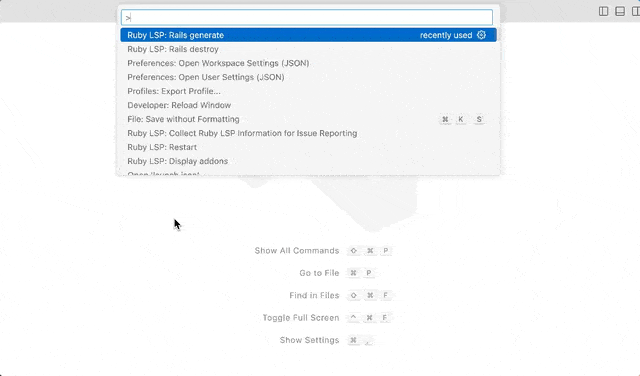 >
Ruby LSP: Rails generate recently used
Ruby LSP: Rails destroy
Preferences: Open Workspace Settings (JSON)
Preferences: Open User Settings (JSON)
Profiles: Export Profile...
Developer: Reload Window
File: Save without Formatting ⌘ K S
Ruby LSP: Collect Ruby LSP Information for Issue Reporting
Ruby LSP: Restart
Ruby LSP: Display addons
Show All Commands ⇧ ⌘ P
Go to File ⌘ P
Find in Files ⇧ ⌘ F
Toggle Full Screen ^ ⌘ F
Show Settings ⌘ ,